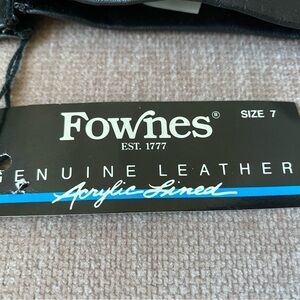 Fownes®
SIZE 7
EST. 1777
GENUINE LEATHER
Acrylic Lined